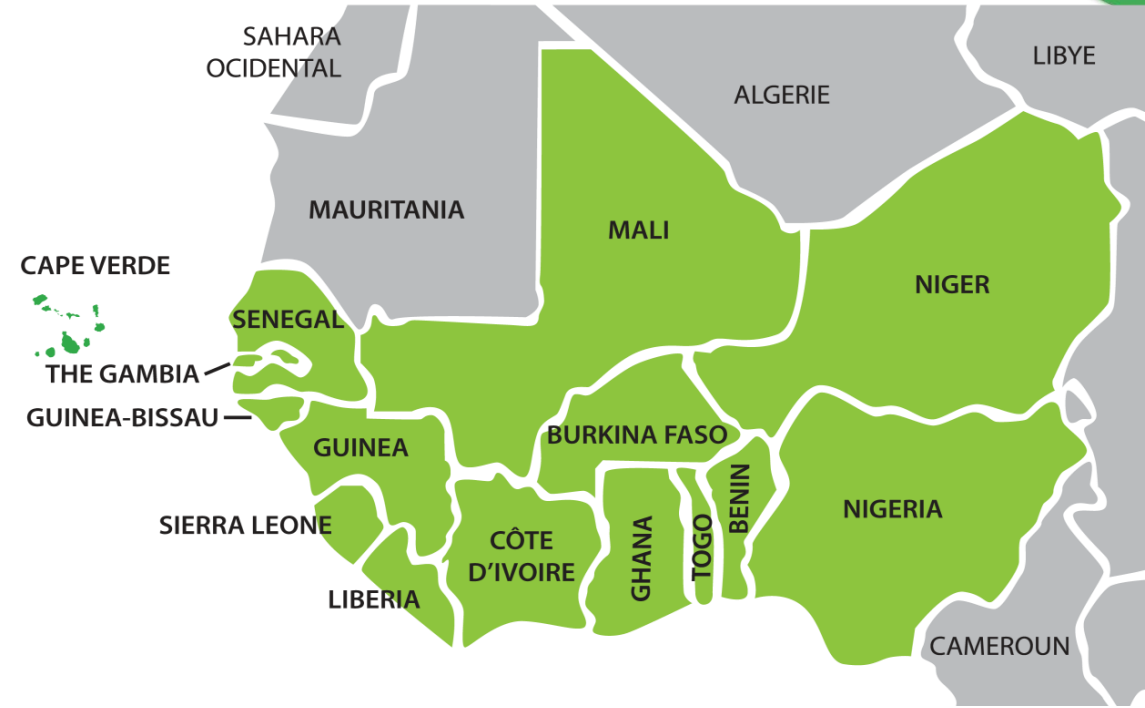 SAHARA
OCIDENTAL
LIBYE
ALGERIE
MAURITANIA
MALI
CAPE VERDE
NIGER
SENEGAL
THE GAMBIA
GUINEA-BISSAU
BURKINA FASO
GUINEA
BENIN
NIGERIA
SIERRA LEONE
CÔTE
D'IVOIRE
GHANA
TOGO
LIBERIA
CAMEROUN